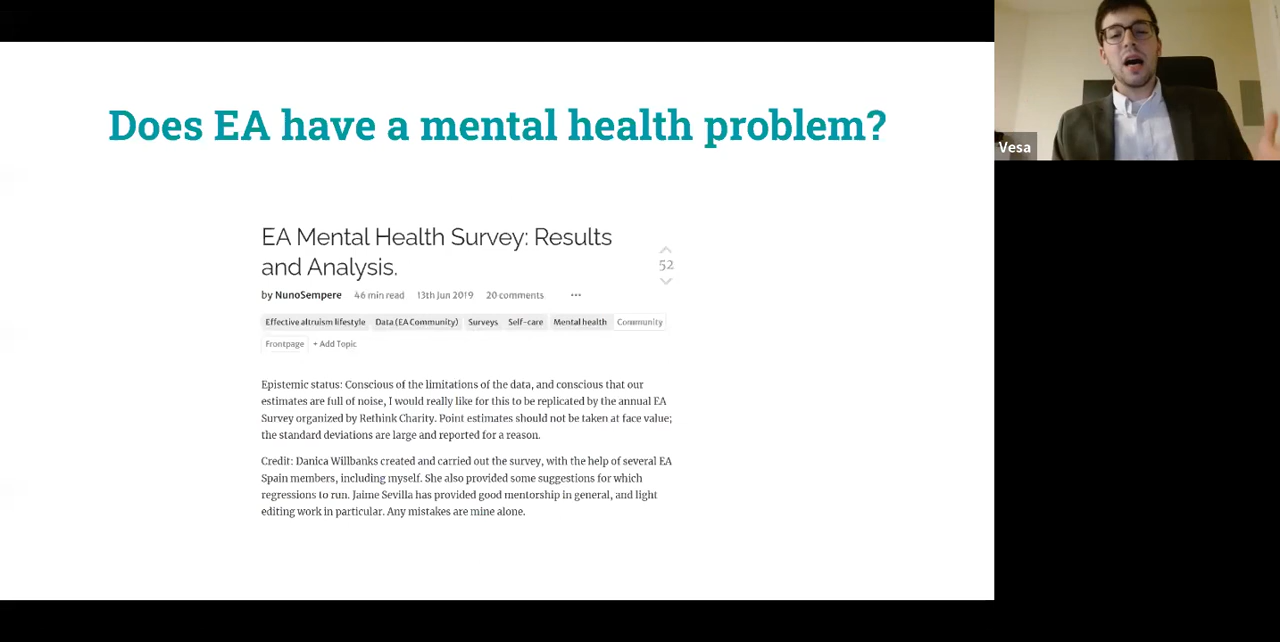 Does EA have a mental health problem?
Vesa
EA Mental Health Survey: Results
and Analysis.
52
by NunoSempere 46 min read 13th Jun 2019 20 comments ...
Effective altruism lifestyle Data (EA Community) Surveys Self-care Mental health Community
Frontpage + Add Topic
Epistemic status: Conscious of the limitations of the data, and conscious that our
estimates are full of noise, I would really like for this to be replicated by the annual EA
Survey organized by Rethink Charity. Point estimates should not be taken at face value;
the standard deviations are large and reported for a reason.
Credit: Danica Willbanks created and carried out the survey, with the help of several EA
Spain members, including myself. She also provided some suggestions for which
regressions to run. Jaime Sevilla has provided good mentorship in general, and light
editing work in particular. Any mistakes are mine alone.